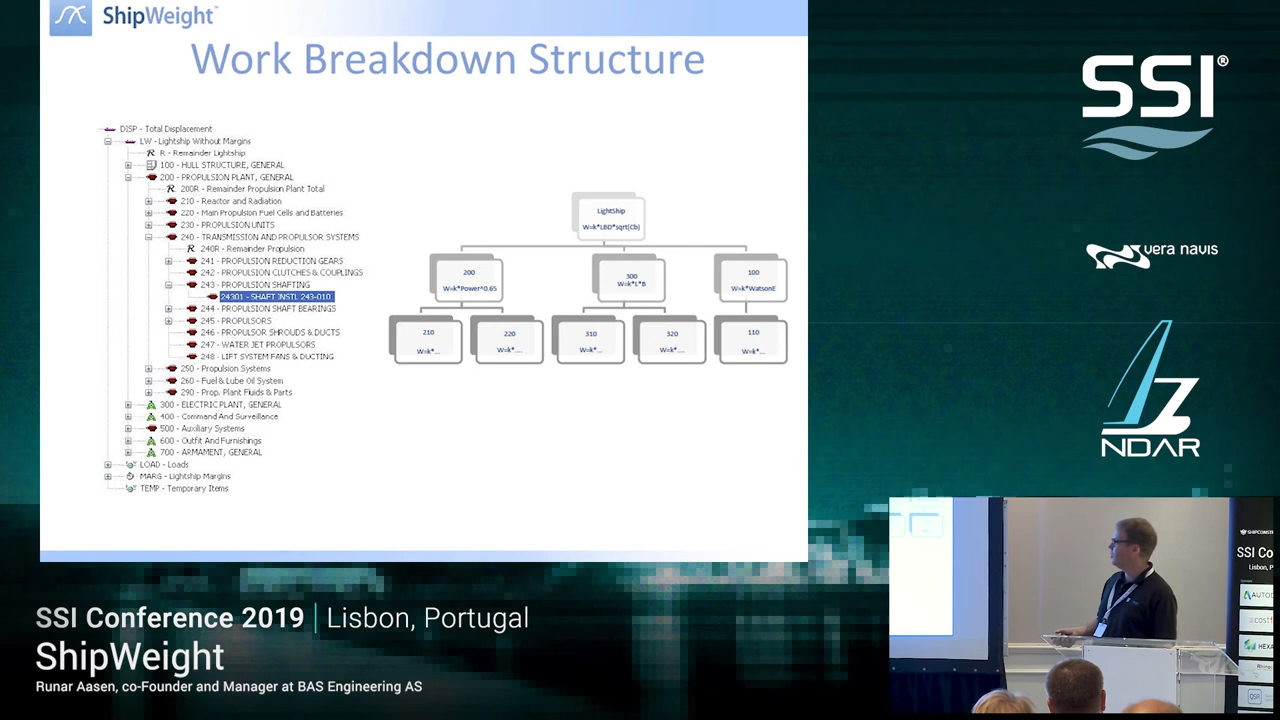 ShipWeight™
Work Breakdown Structure
DISP - Total Displacement
LW - Lightship Without Margins
R - Remainder Lightship
100 - HULL STRUCTURE, GENERAL
200 - PROPULSION PLANT, GENERAL
200R - Remainder Propulsion Plant Total
210 - Reactor and Radiation
220 - Main Propulsion Fuel Cells and Batteries
230 - PROPULSION UNITS
240 - TRANSMISSION AND PROPULSOR SYSTEMS
240R - Remainder Propulsion
241 - PROPULSION REDUCTION GEARS
242 - PROPULSION CLUTCHES & COUPLINGS
243 - PROPULSION SHAFTING
24301 - SHAFT INSTL 243-010
244 - PROPULSION SHAFT BEARINGS
245 - PROPULSORS
246 - PROPULSOR SHROUDS & DUCTS
247 - WATER JET PROPULSORS
248 - LIFT SYSTEM FANS & DUCTING
250 - Propulsion Systems
260 - Fuel & Lube Oil System
290 - Prop. Plant Fluids & Parts
300 - ELECTRIC PLANT, GENERAL
400 - Command And Surveillance
500 - Auxiliary Systems
600 - Outfit And Furnishings
700 - ARMAMENT, GENERAL
LOAD - Loads
MARG - Lightship Margins
TEMP - Temporary Items
LightShip
W=k*LBD*sqrt(Cb)
200
W=k*Power^0.65
300
W=k*L*B
100
W=k*WatsonE
210
W=k*...
220
W=k*....
310
W=k*...
320
W=k*....
110
W=k*...
SSI®
vera navis
NDAR
SSI Conference 2019 | Lisbon, Portugal
ShipWeight
Runar Aasen, co-Founder and Manager at BAS Engineering AS
SSI Co
Lisbon, P